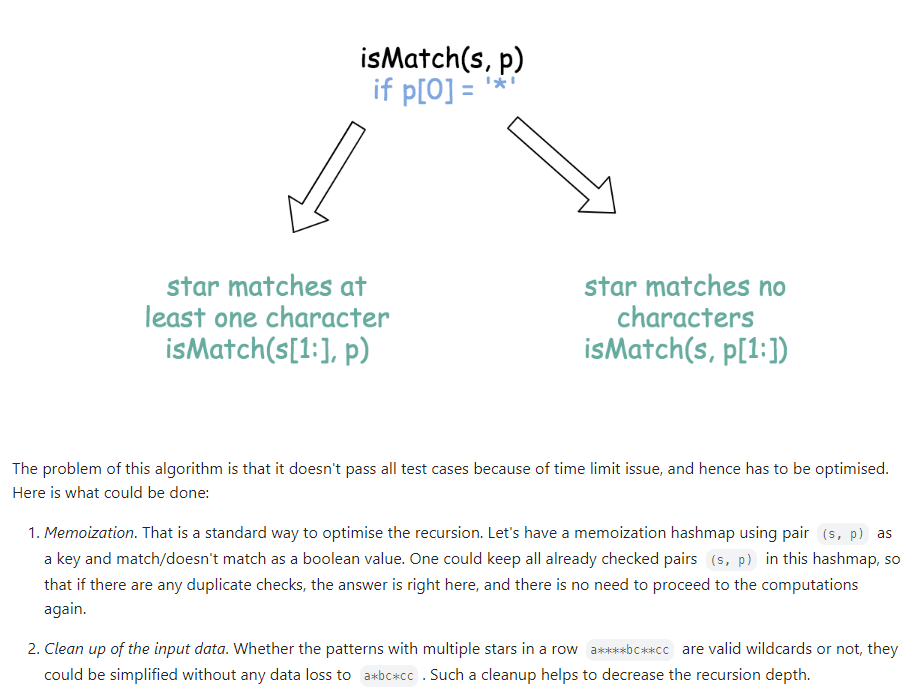 isMatch(s, p)
if p[0] = '*'
star matches at
least one character
isMatch(s[1:], p)
star matches no
characters
isMatch(s, p[1:])
The problem of this algorithm is that it doesn't pass all test cases because of time limit issue, and hence has to be optimised.
Here is what could be done:
1. Memoization. That is a standard way to optimise the recursion. Let's have a memoization hashmap using pair (s, p) as
a key and match/doesn't match as a boolean value. One could keep all already checked pairs (s, p) in this hashmap, so
that if there are any duplicate checks, the answer is right here, and there is no need to proceed to the computations
again.
2. Clean up of the input data. Whether the patterns with multiple stars in a row a****bc**cc are valid wildcards or not, they
could be simplified without any data loss to a*bc*cc . Such a cleanup helps to decrease the recursion depth.